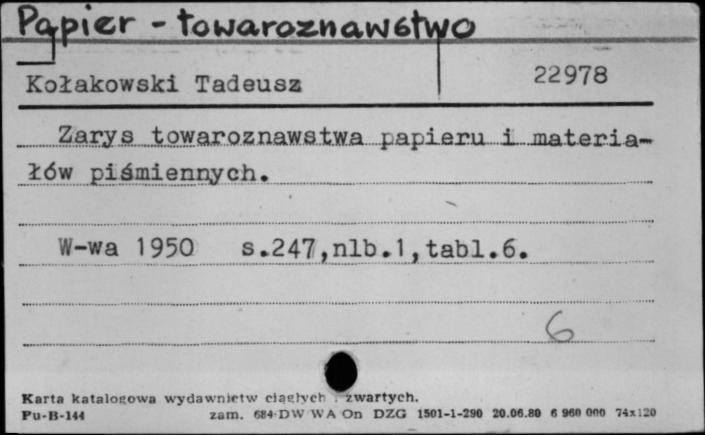 Papier - towaroznawstwo
Kołakowski Tadeusz 22978
Zarys towaroznawstwa papieru i materia-
łów piśmiennych.
W-wa 1950 s.247,nlb.1,tabl.6.
6
Karta katalogowa wydawnictw ciągłych i zwartych.
Pu-B-144 zam. 684-DW WA On DZG 1501-1-290 20.06.80 6 960 000 74x120